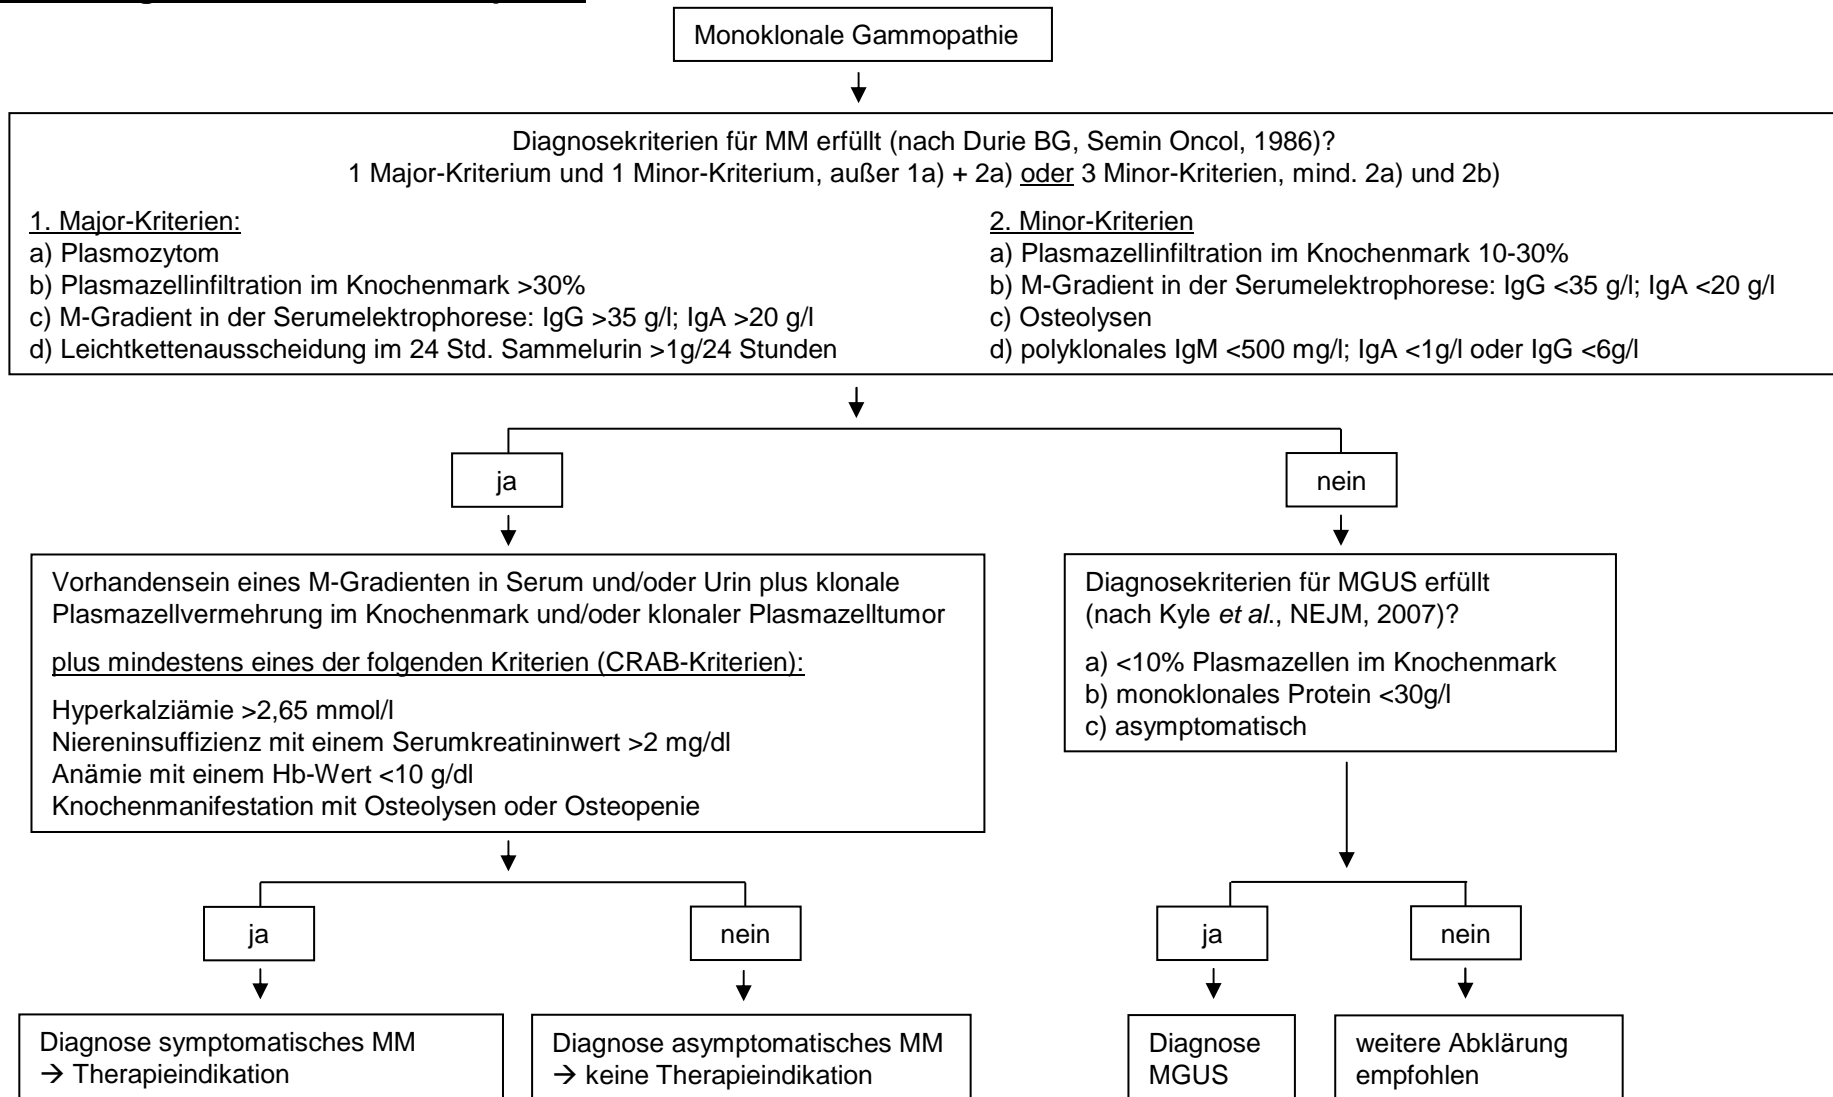 Monoklonale Gammopathie
Diagnosekriterien für MM erfüllt (nach Durie BG, Semin Oncol, 1986)?
1 Major-Kriterium und 1 Minor-Kriterium, außer 1a) + 2a) oder 3 Minor-Kriterien, mind. 2a) und 2b)
1. Major-Kriterien:
a) Plasmozytom
b) Plasmazellinfiltration im Knochenmark >30%
c) M-Gradient in der Serumelektrophorese: IgG >35 g/l; IgA >20 g/l
d) Leichtkettenausscheidung im 24 Std. Sammelurin >1g/24 Stunden
2. Minor-Kriterien
a) Plasmazellinfiltration im Knochenmark 10-30%
b) M-Gradient in der Serumelektrophorese: IgG <35 g/l; IgA <20 g/l
c) Osteolysen
d) polyklonales IgM <500 mg/l; IgA <1g/l oder IgG <6g/l
ja
nein
Vorhandensein eines M-Gradienten in Serum und/oder Urin plus klonale
Plasmazellvermehrung im Knochenmark und/oder klonaler Plasmazelltumor
plus mindestens eines der folgenden Kriterien (CRAB-Kriterien):
Hyperkalziämie >2,65 mmol/l
Niereninsuffizienz mit einem Serumkreatininwert >2 mg/dl
Anämie mit einem Hb-Wert <10 g/dl
Knochenmanifestation mit Osteolysen oder Osteopenie
Diagnosekriterien für MGUS erfüllt
(nach Kyle et al., NEJM, 2007)?
a) <10% Plasmazellen im Knochenmark
b) monoklonales Protein <30g/l
c) asymptomatisch
ja
nein
ja
nein
Diagnose symptomatisches MM
→ Therapieindikation
Diagnose asymptomatisches MM
→ keine Therapieindikation
Diagnose
MGUS
weitere Abklärung
empfohlen